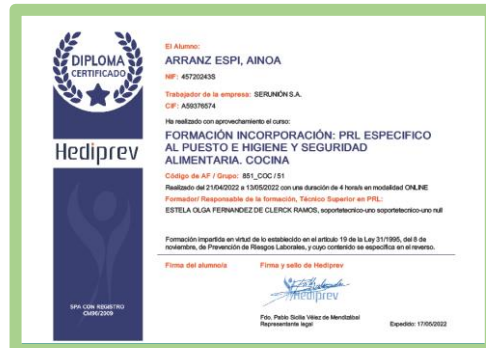 DIPLOMA
CERTIFICADO
Hediprev
SPA CON REGISTRO
CM06/2009
El Alumno:
ARRANZ ESPI, AINOA
NIF: 45720243S
Trabajador de la empresa: SERUNIÓN S.A.
CIF: A59376574
Ha realizado con aprovechamiento el curso:
FORMACIÓN INCORPORACIÓN: PRL ESPECIFICO
AL PUESTO E HIGIENE Y SEGURIDAD
ALIMENTARIA. COCINA
Código de AF / Grupo: 851_COC / 51
Realizado del 21/04/2022 a 13/05/2022 con una duración de 4 hora/s en modalidad ONLINE
Formador/ Responsable de la formación, Técnico Superior en PRL:
ESTELA OLGA FERNANDEZ DE CLERCK RAMOS, soportetecnico-uno soportetecnico-uno null
Formación impartida en virtud de lo establecido en el artículo 19 de la Ley 31/1995, del 8 de
noviembre, de Prevención de Riesgos Laborales, y cuyo contenido se especifica en el reverso.
Firma del alumno/a
Firma y sello de Hediprev
Hediprev
Fdo. Pablo Sicilia Vélez de Mendizábal
Representante legal
Expedido: 17/05/2022